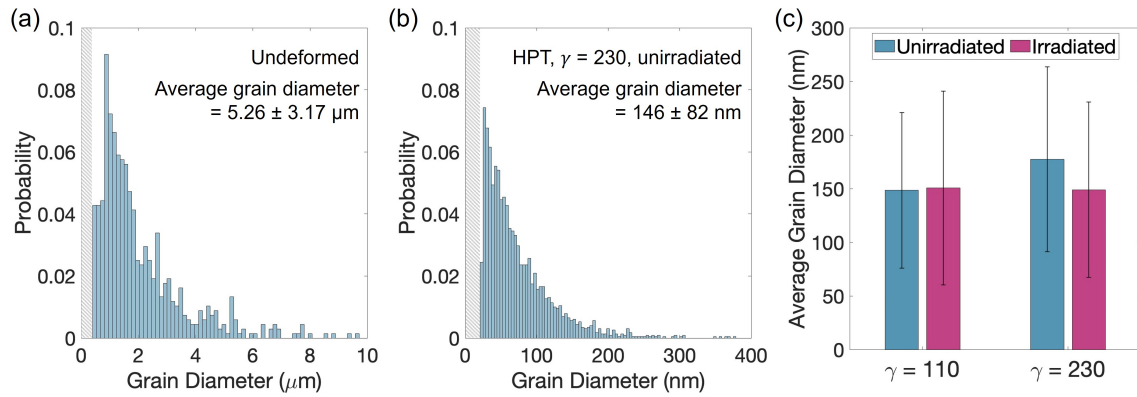 (a)
0.1
0.08
0.06
0.04
0.02
0
Probability
Undeformed
Average grain diameter
= 5.26 ± 3.17 µm
0
2
4
6
8
10
Grain Diameter (μm)
(b)
0.1
0.08
0.06
0.04
0.02
0
Probability
HPT, γ = 230, unirradiated
Average grain diameter
= 146 ± 82 nm
0
100
200
300
400
Grain Diameter (nm)
(c)
300
250
200
150
100
50
0
Average Grain Diameter (nm)
Unirradiated
Irradiated
γ = 110
γ = 230